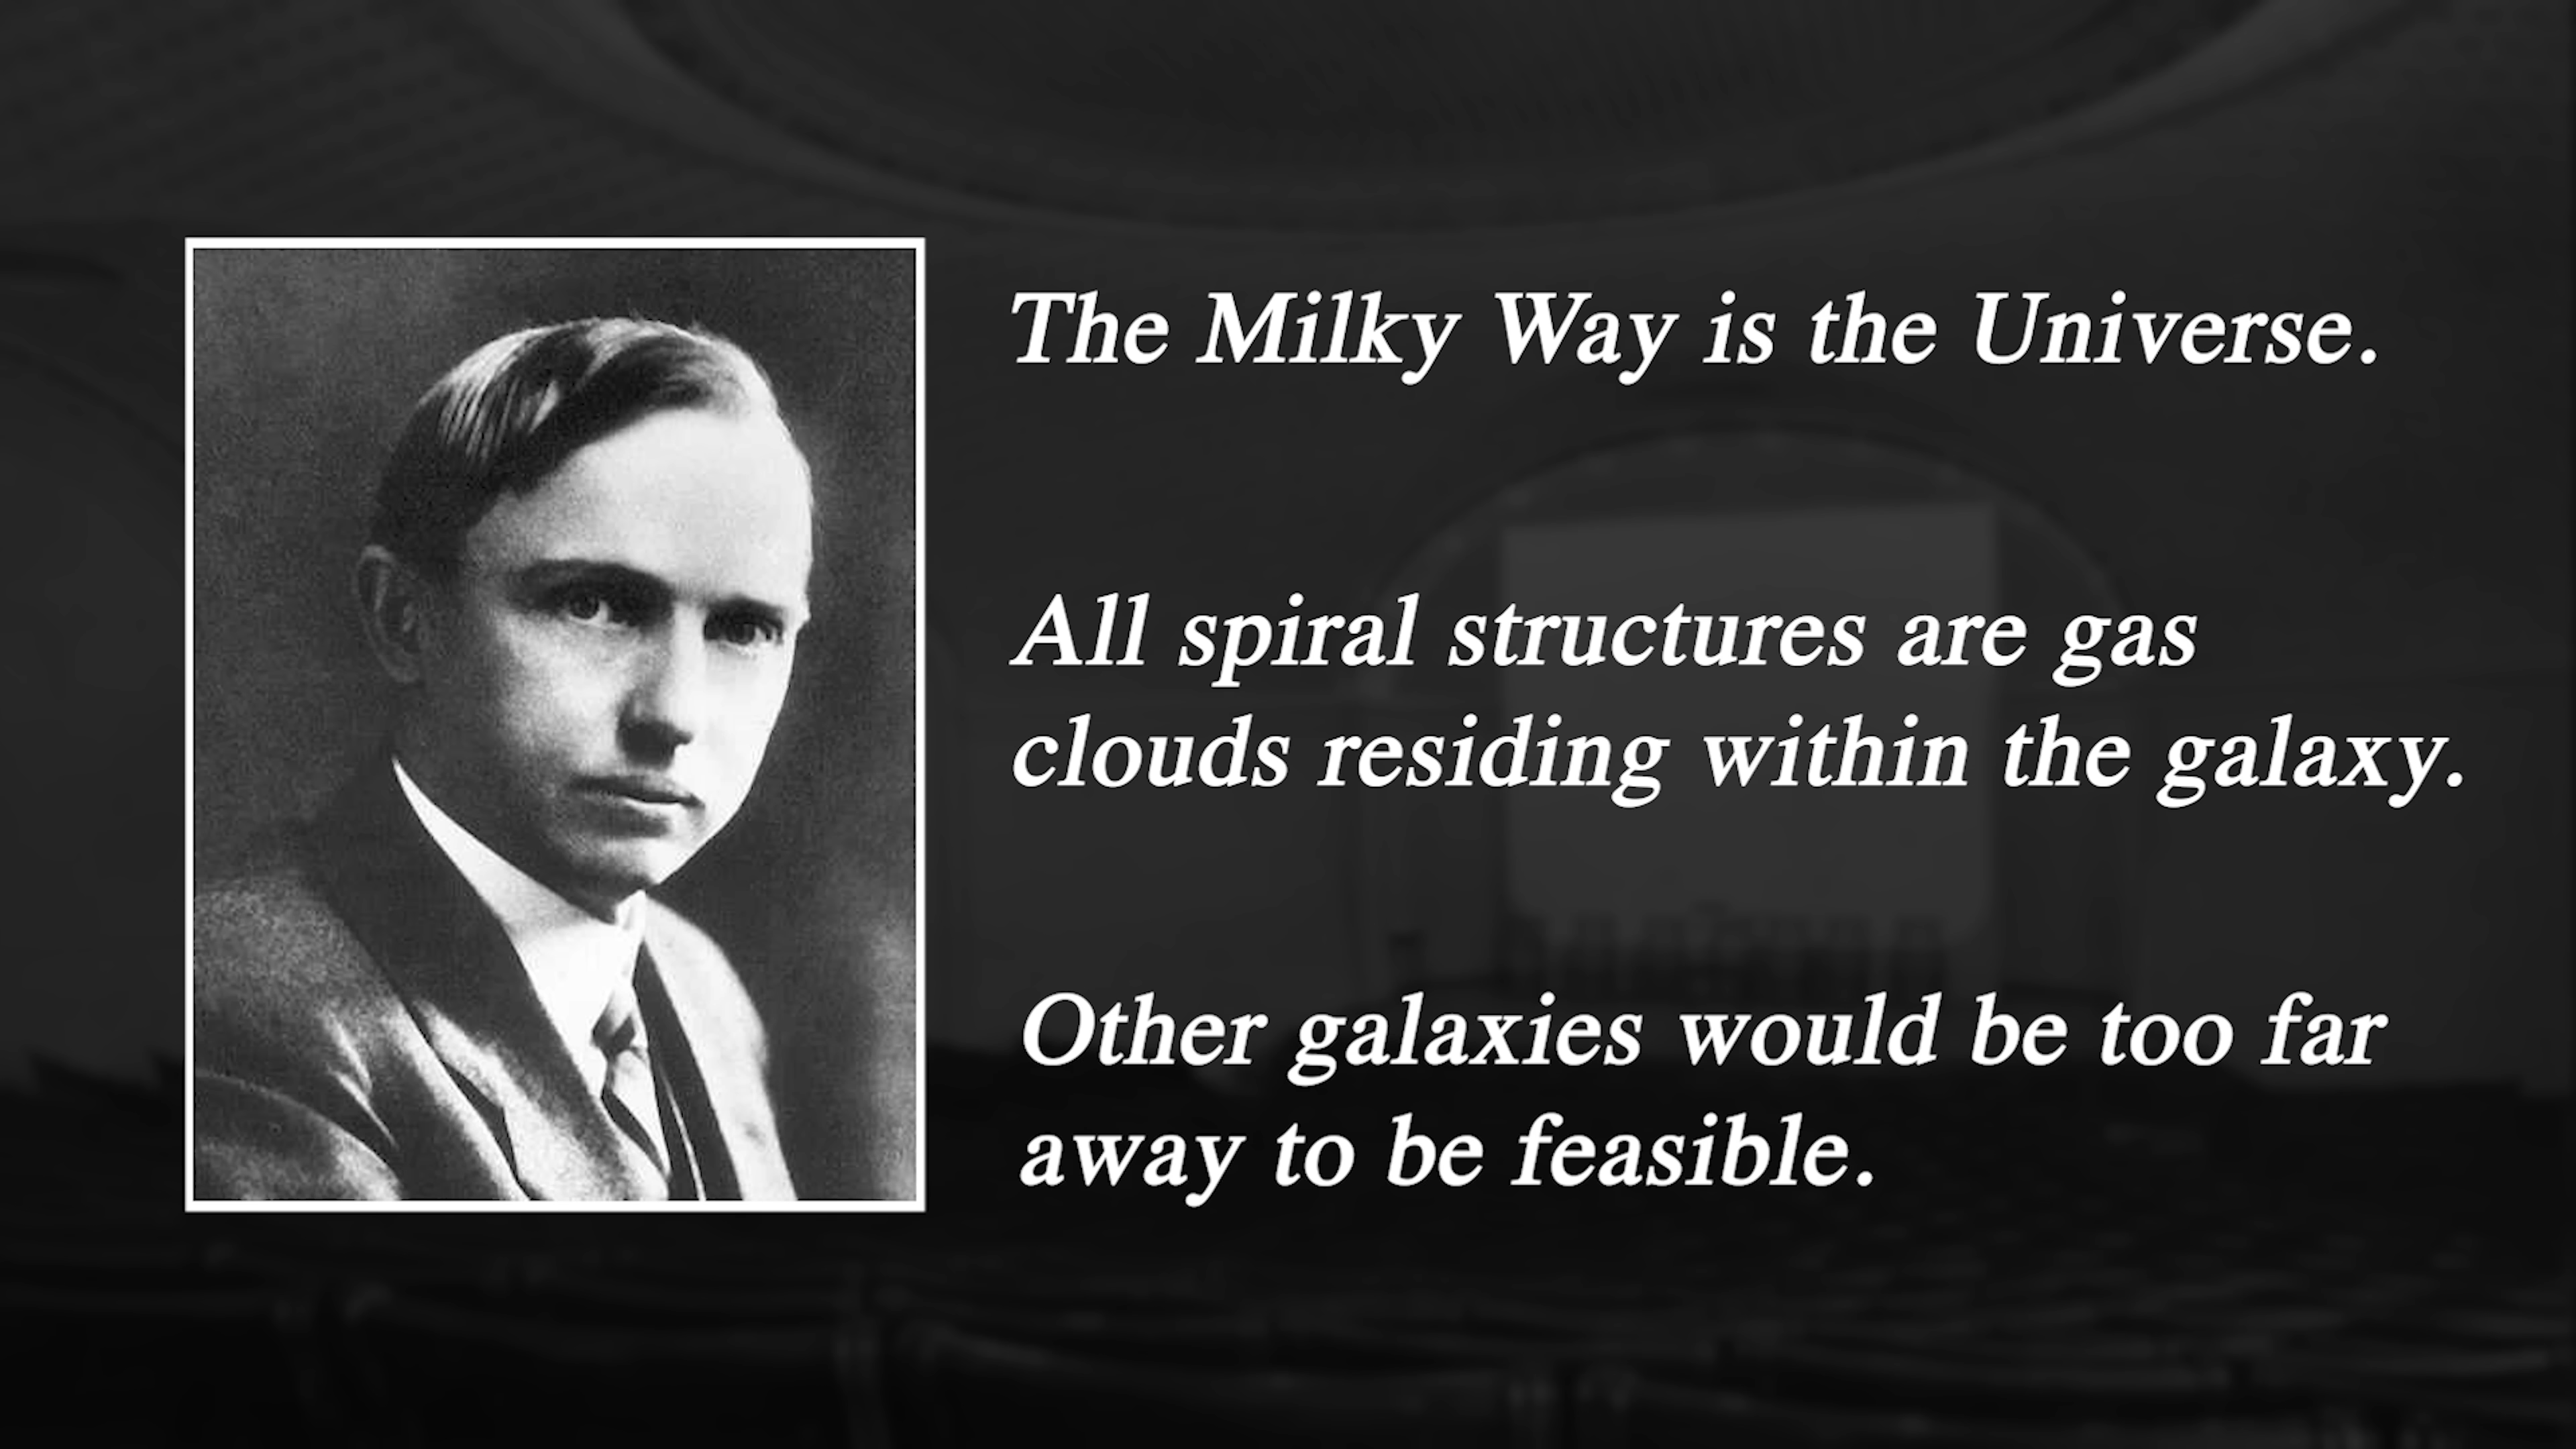 The Milky Way is the Universe.
All spiral structures are gas
clouds residing within the galaxy.
Other galaxies would be too far
away to be feasible.